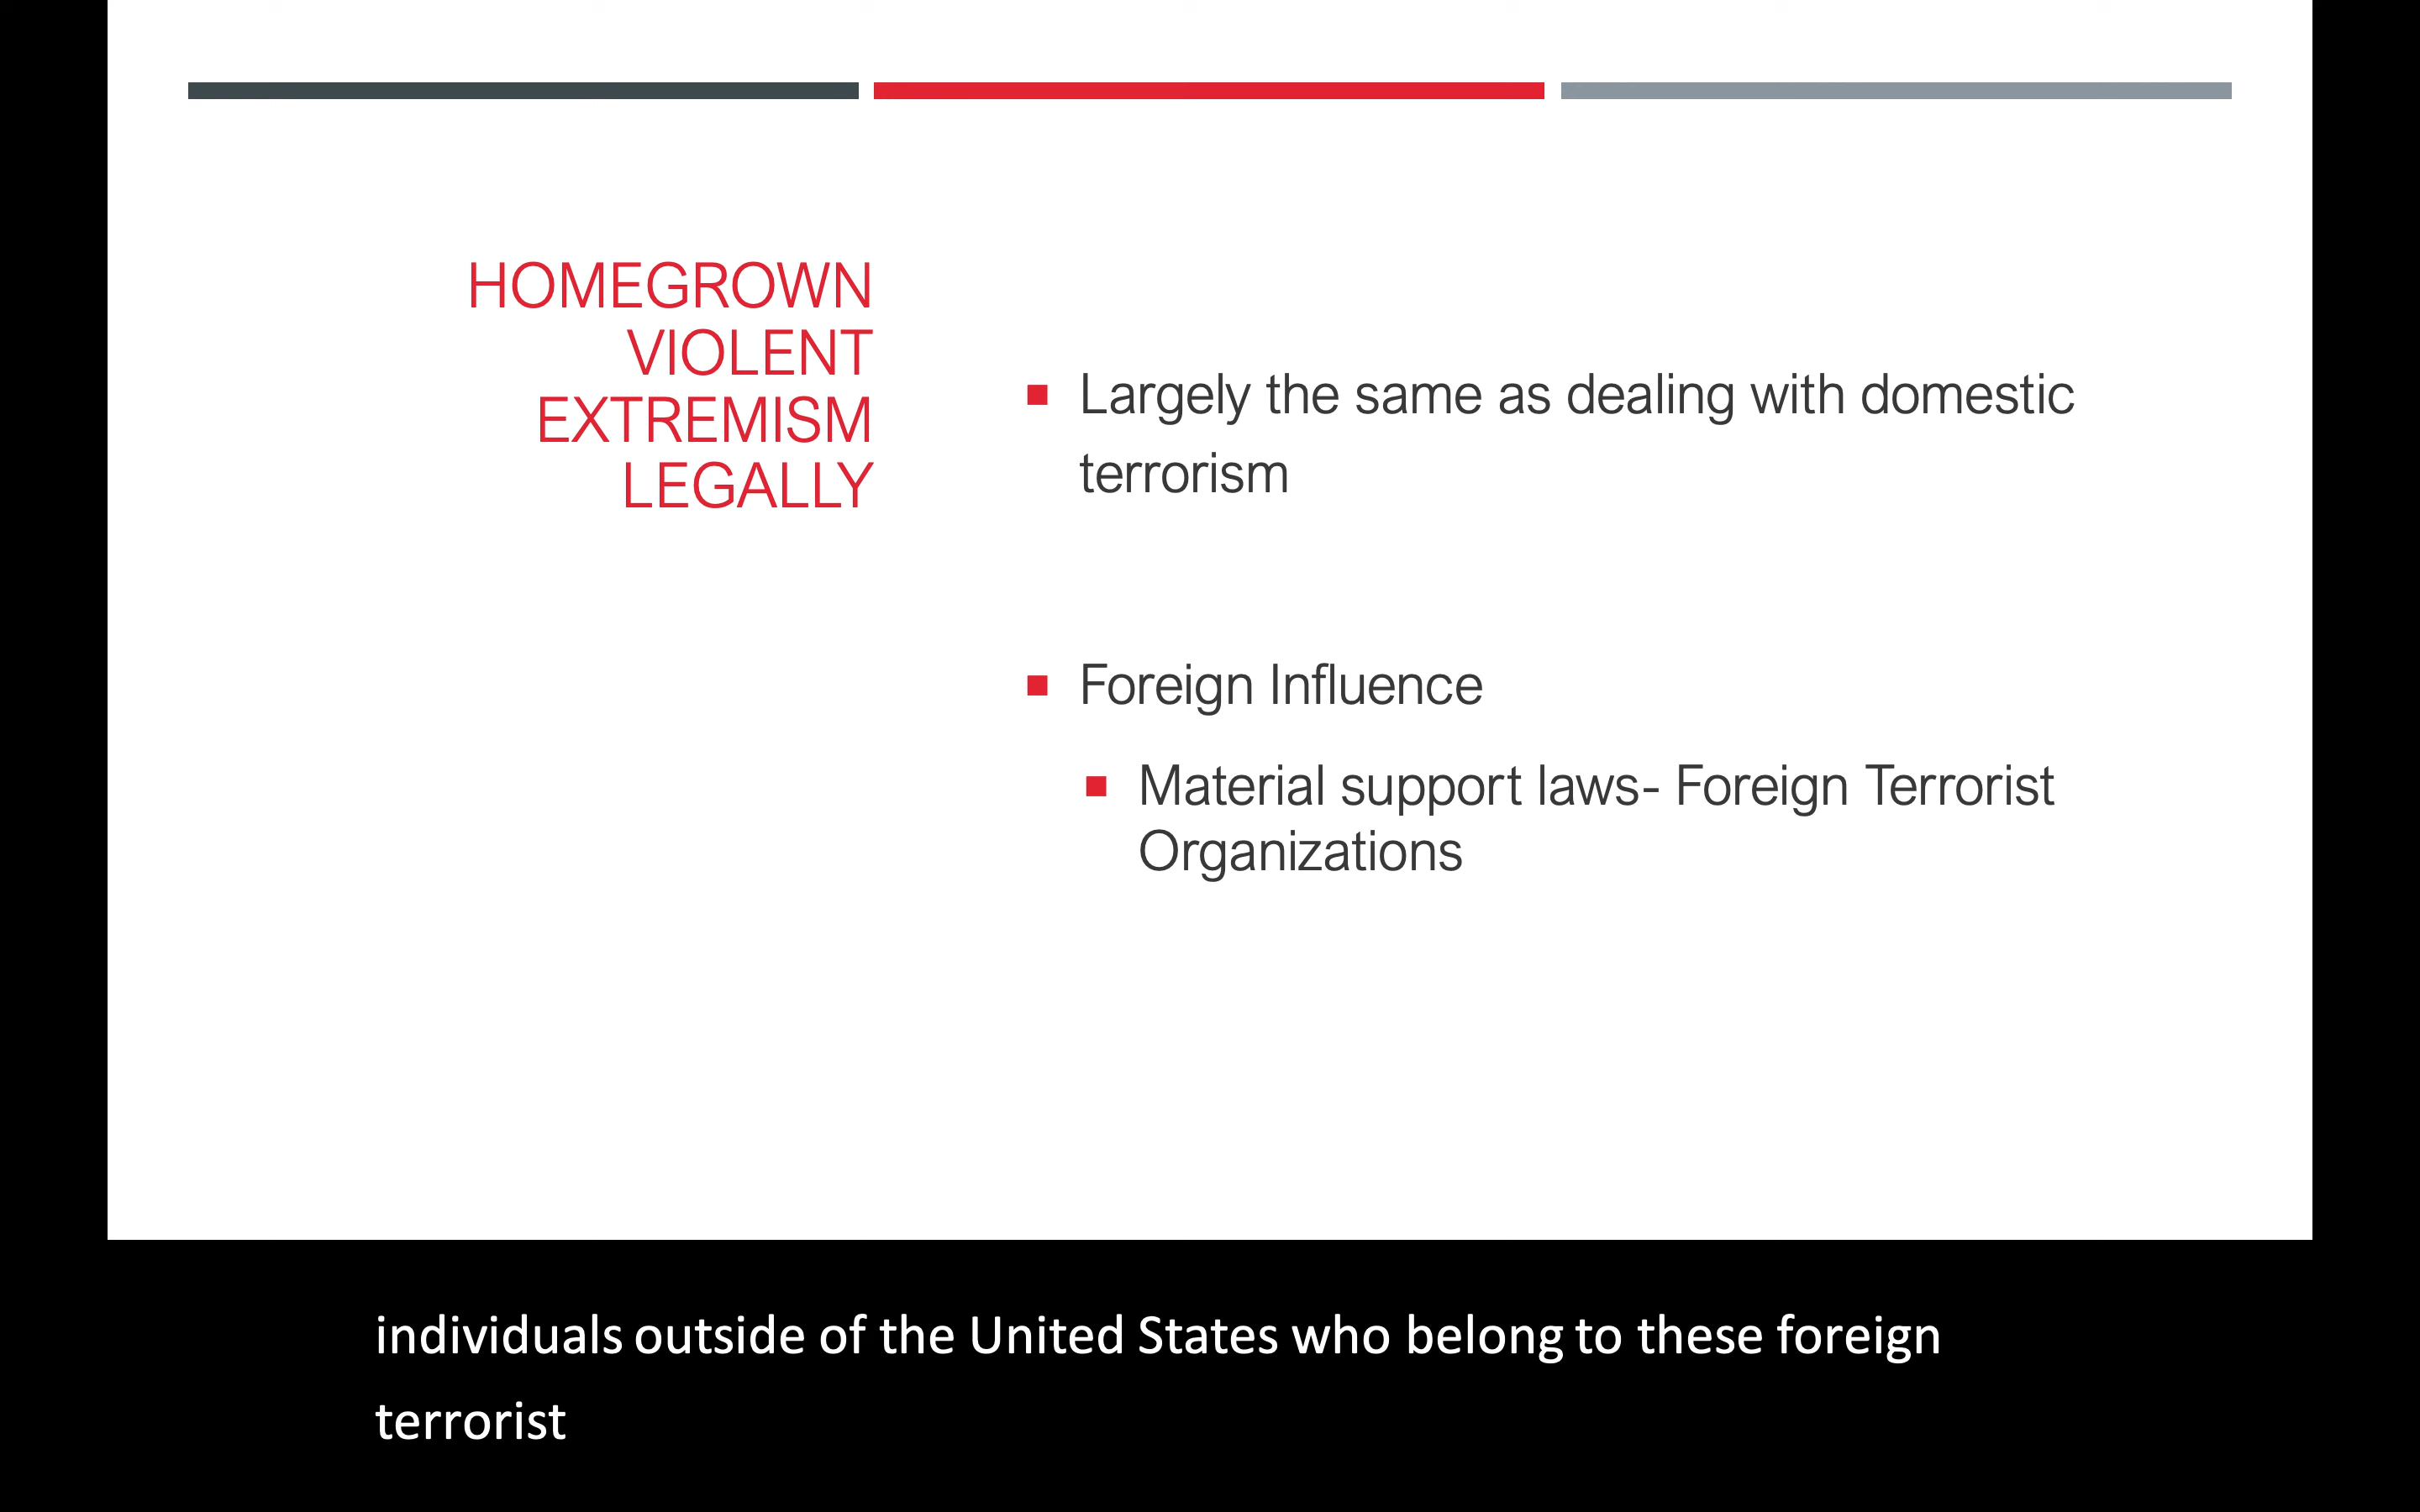 HOMEGROWN
VIOLENT
EXTREMISM
LEGALLY
Largely the same as dealing with domestic
terrorism
Foreign Influence
Material support laws- Foreign Terrorist
Organizations
individuals outside of the United States who belong to these foreign
terrorist